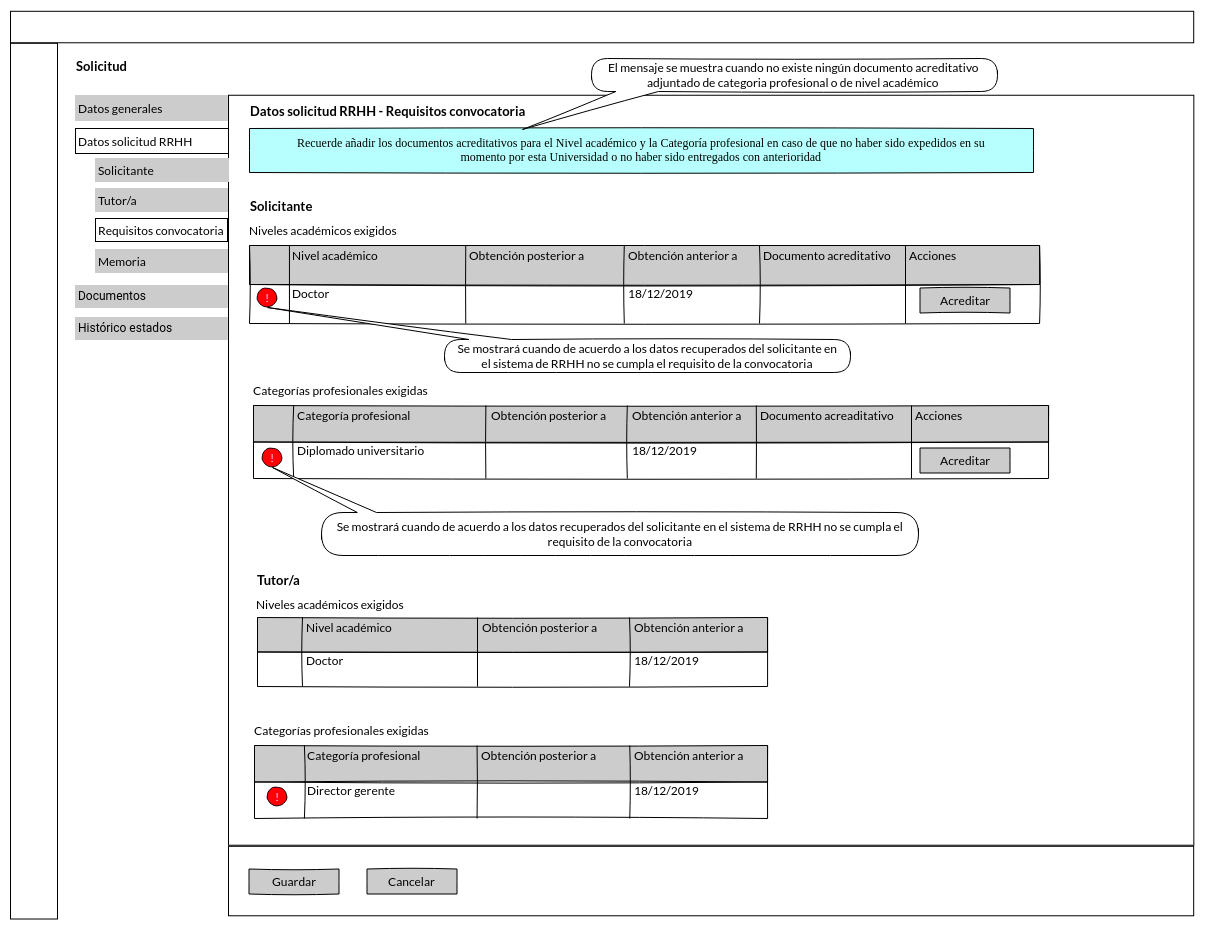 Solicitud
El mensaje se muestra cuando no existe ningún documento acreditativo
adjuntado de categoria profesional o de nivel académico
Datos generales
Datos solicitud RRHH
Solicitante
Tutor/a
Requisitos convocatoria
Memoria
Documentos
Histórico estados
Datos solicitud RRHH - Requisitos convocatoria
Recuerde añadir los documentos acreditativos para el Nivel académico y la Categoría profesional en caso de que no haber sido expedidos en su
momento por esta Universidad o no haber sido entregados con anterioridad
Solicitante
Niveles académicos exigidos
Nivel académico Obtención posterior a Obtención anterior a Documento acreditativo Acciones
! Doctor 18/12/2019 Acreditar
Se mostrará cuando de acuerdo a los datos recuperados del solicitante en
el sistema de RRHH no se cumpla el requisito de la convocatoria
Categorías profesionales exigidas
Categoría profesional Obtención posterior a Obtención anterior a Documento acreaditativo Acciones
! Diplomado universitario 18/12/2019 Acreditar
Se mostrará cuando de acuerdo a los datos recuperados del solicitante en el sistema de RRHH no se cumpla el
requisito de la convocatoria
Tutor/a
Niveles académicos exigidos
Nivel académico Obtención posterior a Obtención anterior a
Doctor 18/12/2019
Categorías profesionales exigidas
Categoría profesional Obtención posterior a Obtención anterior a
! Director gerente 18/12/2019
Guardar Cancelar